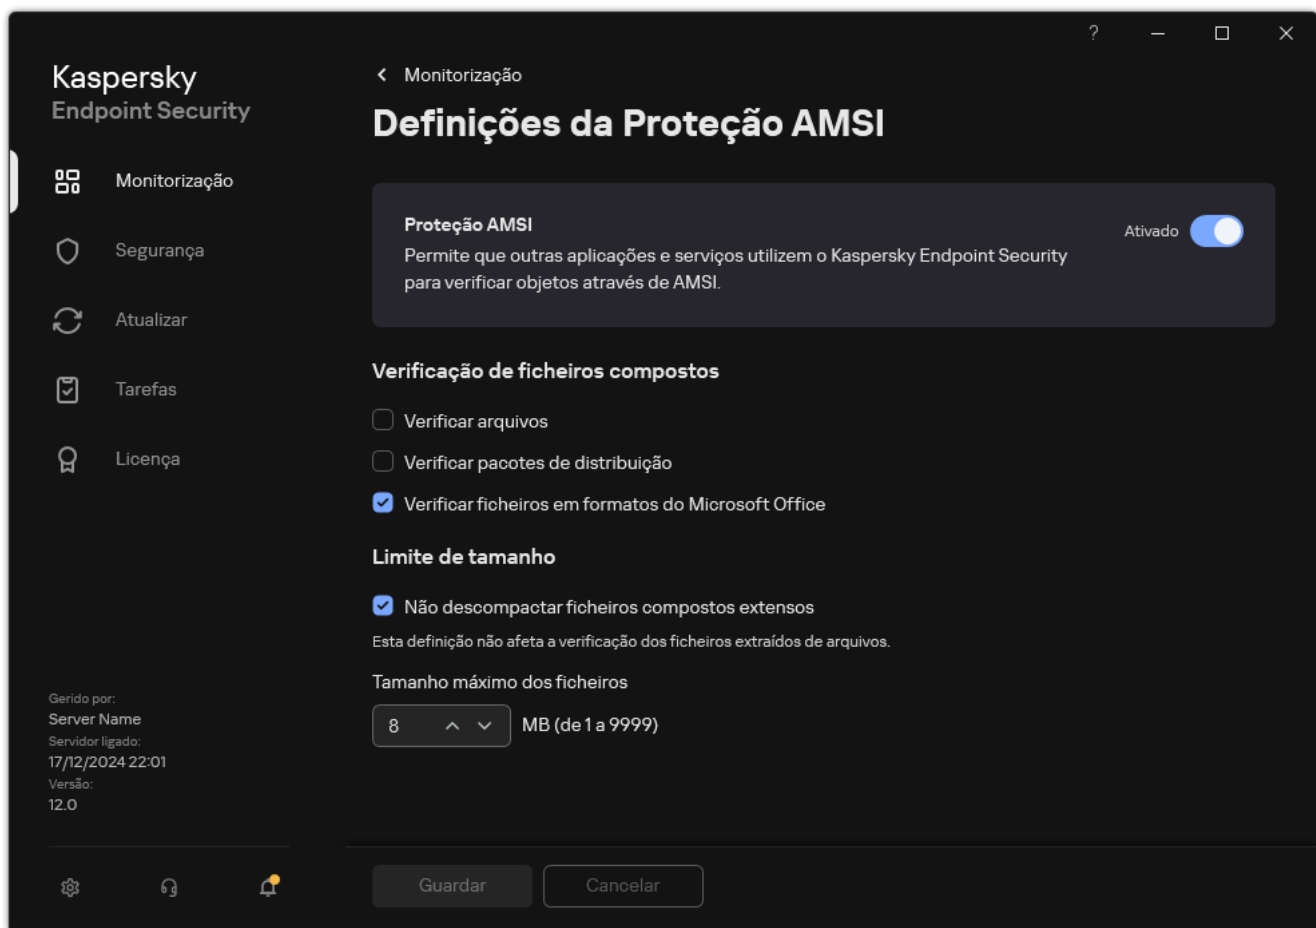 ?
Kaspersky
Endpoint Security
Monitorização
Segurança
Atualizar
Tarefas
Licença
Gerido por:
Server Name
Servidor ligado:
17/12/2024 22:01
Versão:
12.0
Monitorização
Definições da Proteção AMSI
Proteção AMSI
Permite que outras aplicações e serviços utilizem o Kaspersky Endpoint Security
para verificar objetos através de AMSI.
Ativado
Verificação de ficheiros compostos
Verificar arquivos
Verificar pacotes de distribuição
Verificar ficheiros em formatos do Microsoft Office
Limite de tamanho
Não descompactar ficheiros compostos extensos
Esta definição não afeta a verificação dos ficheiros extraídos de arquivos.
Tamanho máximo dos ficheiros
8 MB (de 1 a 9999)
Guardar Cancelar